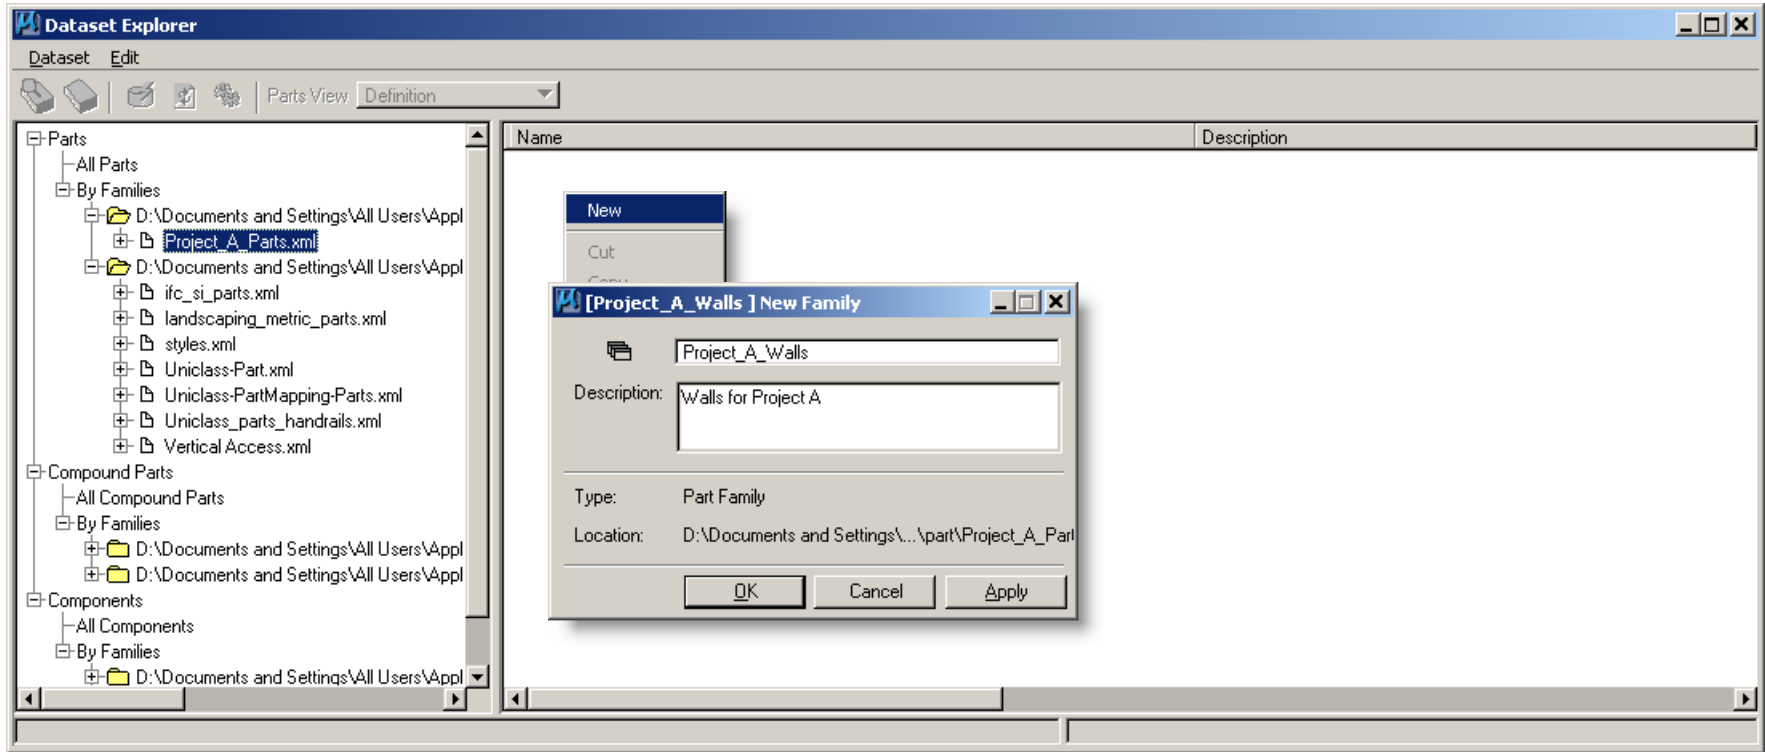 Dataset Explorer
Dataset Edit
Parts View Definition
Parts
All Parts
By Families
D:\Documents and Settings\All Users\Appl
Project_A_Parts.xml
D:\Documents and Settings\All Users\Appl
ifc_si_parts.xml
landscaping_metric_parts.xml
styles.xml
Uniclass-Part.xml
Uniclass-PartMapping-Parts.xml
Uniclass_parts_handrails.xml
Vertical Access.xml
Compound Parts
All Compound Parts
By Families
D:\Documents and Settings\All Users\Appl
D:\Documents and Settings\All Users\Appl
Components
All Components
By Families
D:\Documents and Settings\All Users\Appl
Name Description
New
Cut
Copy
[Project_A_Walls ] New Family
Project_A_Walls
Description: Walls for Project A
Type: Part Family
Location: D:\Documents and Settings\...\part\Project_A_Part
OK Cancel Apply